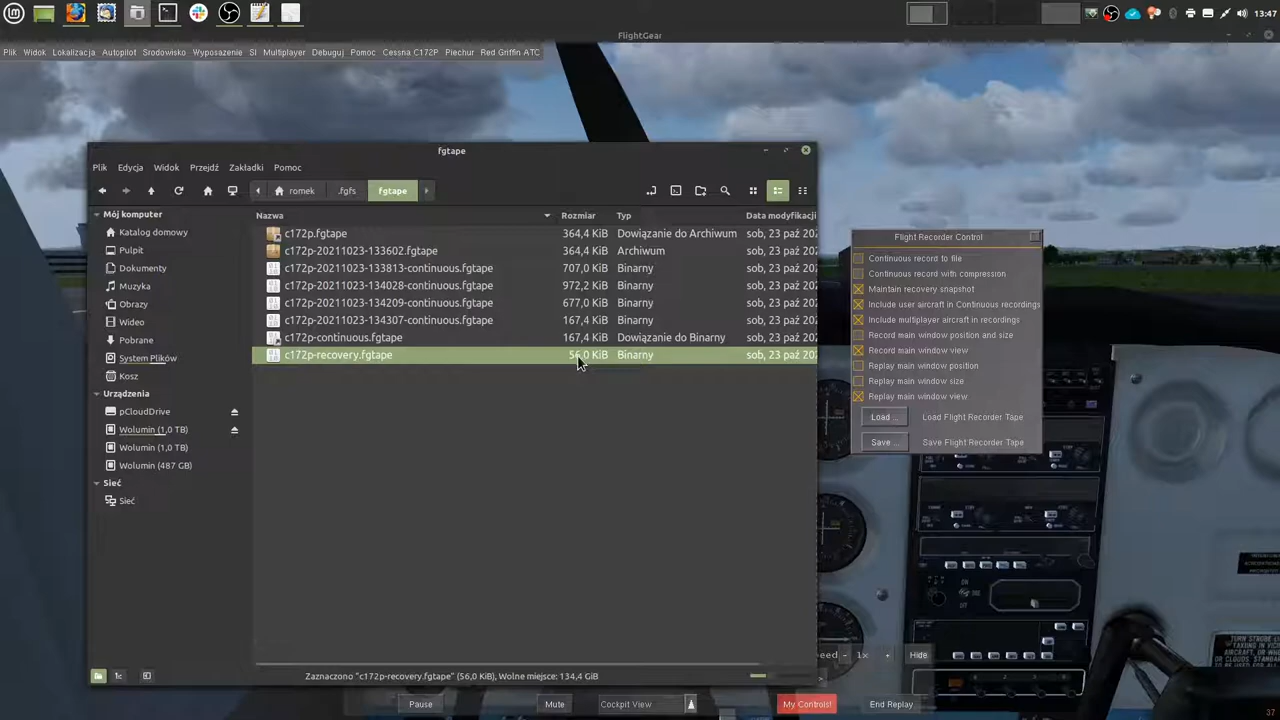 13:47
FlightGear
Plik Widok Lokalizacja Autopilot Środowisko Wyposażenie SI Multiplayer Debuguj Pomoc Cessna C172P Piechur Red Griffin ATC
fgtape
Plik Edycja Widok Przejdź Zakładki Pomoc
romek .fgfs fgtape
Mój komputer
Katalog domowy
Pulpit
Dokumenty
Muzyka
Obrazy
Wideo
Pobrane
System Plików
Kosz
Urządzenia
pCloudDrive
Wolumin (1,0 TB)
Wolumin (1,0 TB)
Wolumin (487 GB)
Sieć
Sieć
Nazwa Rozmiar Typ Data modyfikacji
c172p.fgtape 364,4 KiB Dowiązanie do Archiwum sob, 23 paź 202
c172p-20211023-133602.fgtape 364,4 KiB Archiwum sob, 23 paź 202
c172p-20211023-133813-continuous.fgtape 707,0 KiB Binarny sob, 23 paź 202
c172p-20211023-134028-continuous.fgtape 972,2 KiB Binarny sob, 23 paź 202
c172p-20211023-134209-continuous.fgtape 677,0 KiB Binarny sob, 23 paź 202
c172p-20211023-134307-continuous.fgtape 167,4 KiB Binarny sob, 23 paź 202
c172p-continuous.fgtape 167,4 KiB Dowiązanie do Binarny sob, 23 paź 202
c172p-recovery.fgtape 56,0 KiB Binarny sob, 23 paź 202
Zaznaczono "c172p-recovery.fgtape" (56,0 KiB), Wolne miejsce: 134,4 GiB
Flight Recorder Control
Continuous record to file
Continuous record with compression
Maintain recovery snapshot
Include user aircraft in Continuous recordings
Include multiplayer aircraft in recordings
Record main window position and size
Record main window view
Replay main window position
Replay main window size
Replay main window view
Load ... Load Flight Recorder Tape
Save ... Save Flight Recorder Tape
peed - 1x + Hide
Pause Mute Cockpit View My Controls! End Replay
37